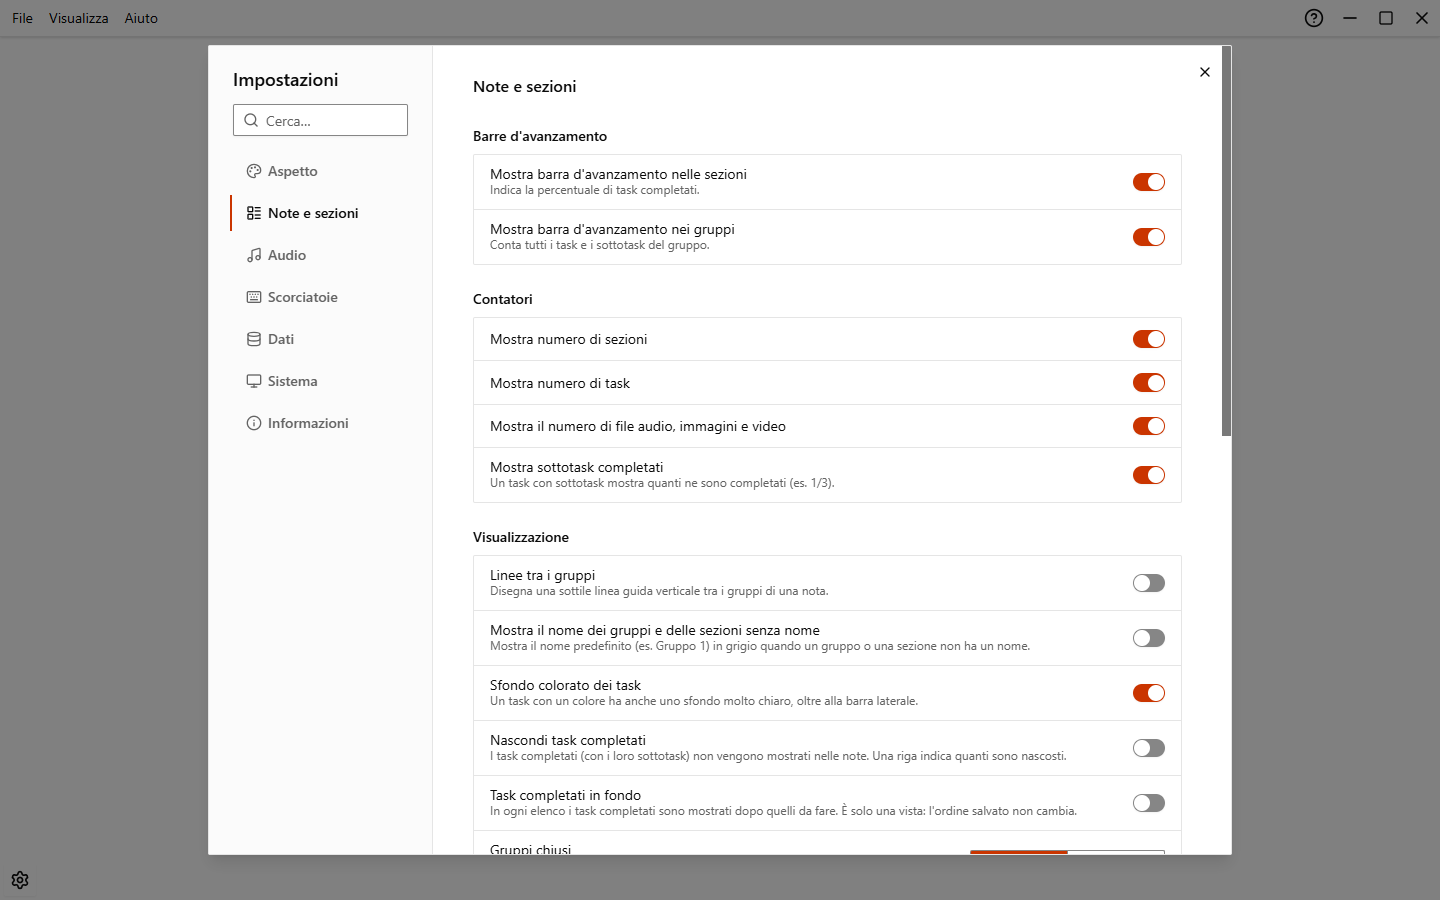 File Visualizza Aiuto
Impostazioni
Cerca...
Aspetto
Note e sezioni
Audio
Scorciatoie
Dati
Sistema
Informazioni
Note e sezioni
Barre d'avanzamento
Mostra barra d'avanzamento nelle sezioni
Indica la percentuale di task completati.
Mostra barra d'avanzamento nei gruppi
Conta tutti i task e i sottotask del gruppo.
Contatori
Mostra numero di sezioni
Mostra numero di task
Mostra il numero di file audio, immagini e video
Mostra sottotask completati
Un task con sottotask mostra quanti ne sono completati (es. 1/3).
Visualizzazione
Linee tra i gruppi
Disegna una sottile linea guida verticale tra i gruppi di una nota.
Mostra il nome dei gruppi e delle sezioni senza nome
Mostra il nome predefinito (es. Gruppo 1) in grigio quando un gruppo o una sezione non ha un nome.
Sfondo colorato dei task
Un task con un colore ha anche uno sfondo molto chiaro, oltre alla barra laterale.
Nascondi task completati
I task completati (con i loro sottotask) non vengono mostrati nelle note. Una riga indica quanti sono nascosti.
Task completati in fondo
In ogni elenco i task completati sono mostrati dopo quelli da fare. È solo una vista: l'ordine salvato non cambia.
Gruppi chiusi